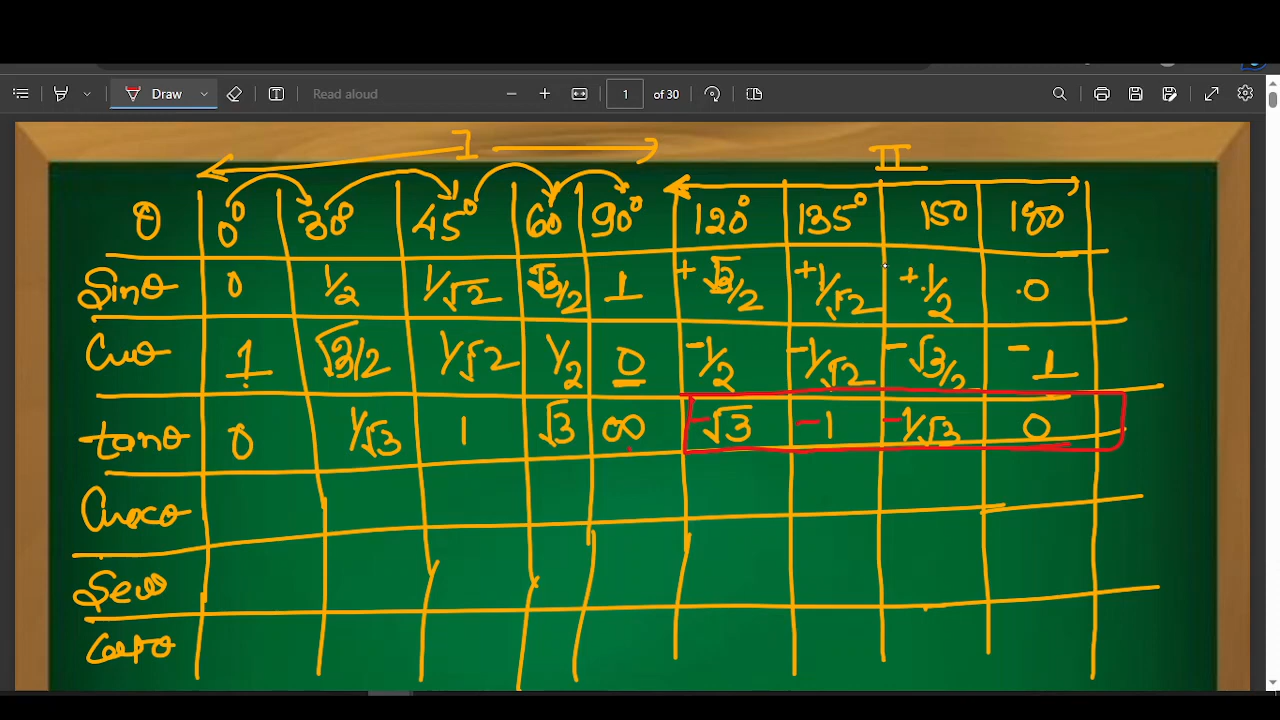 Draw Read aloud 1 of 30
I II
θ 0° 30 45° 60 90° 120° 135° 150 180
Sinθ 0 1/2 1/√2 √3/2 1 +√3/2 +1/√2 +1/2 0
Cosθ 1 √3/2 1/√2 1/2 0 -1/2 -1/√2 -√3/2 -1
tanθ 0 1/√3 1 √3 ∞ -√3 -1 -1/√3 0
Cosecθ
Secθ
Cotθ